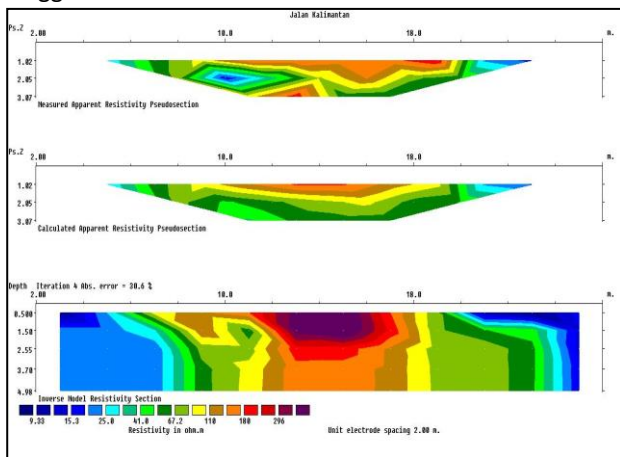 Jalan Kalimantan
Ps.Z 2.00 10.0 18.0 m.
1.02
2.05
3.07
Measured Apparent Resistivity Pseudosection
Ps.Z 2.00 10.0 18.0 m.
1.02
2.05
3.07
Calculated Apparent Resistivity Pseudosection
Depth Iteration 4 Abs. error = 30.6 %
2.00 10.0 18.0 m.
0.500
1.50
2.55
3.70
4.98
Inverse Model Resistivity Section
9.33 15.3 25.0 41.0 67.2 110 180 296
Resistivity in ohm.m Unit electrode spacing 2.00 m.